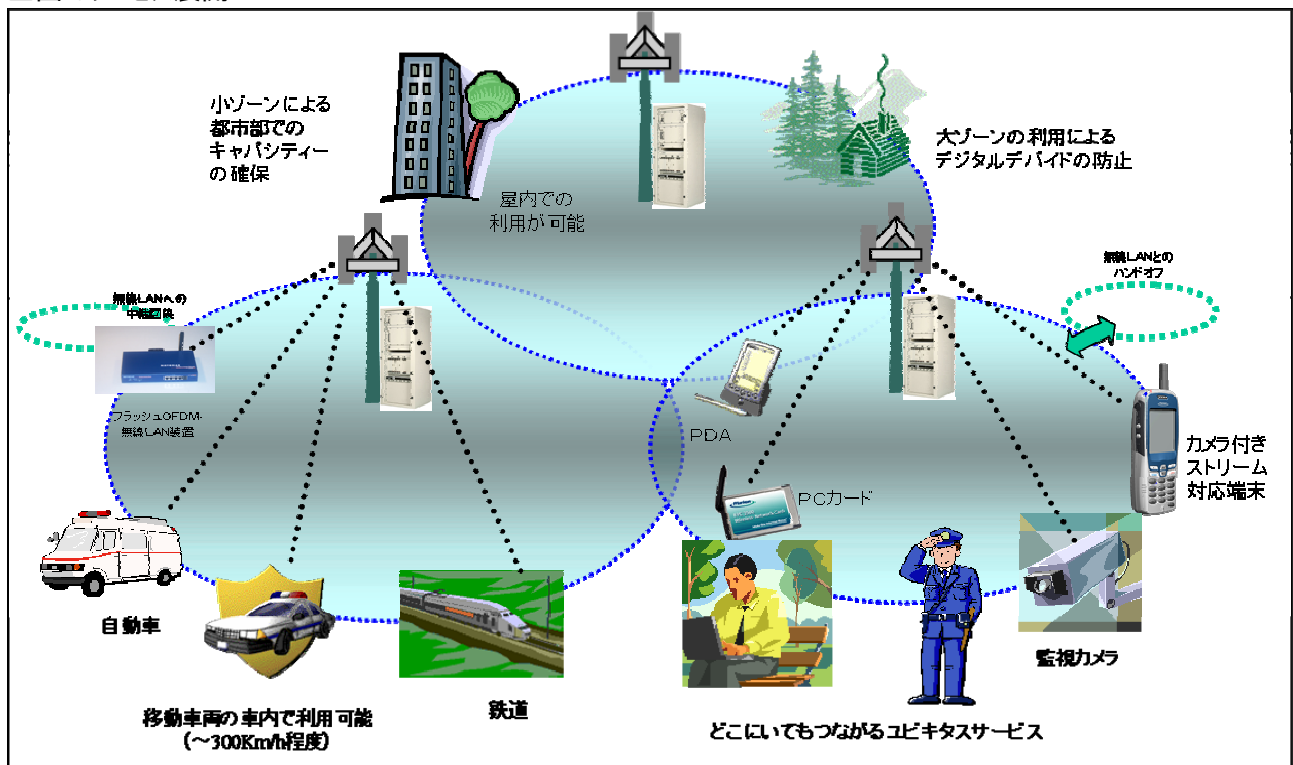 小ゾーンによる
都市部での
キャパシティー
の確保
大ゾーンの利用による
デジタルデバイドの防止
屋内での
利用が可能
無線LANとの
ハンドオフ
無線LANへの
フラッシュOFDM-
無線LAN装置
PDA
PCカード
カメラ付き
ストリーム
対応端末
自動車
監視カメラ
鉄道
移動車両の車内で利用可能
(～300Km/h程度)
どこにいてもつながるユビキタスサービス